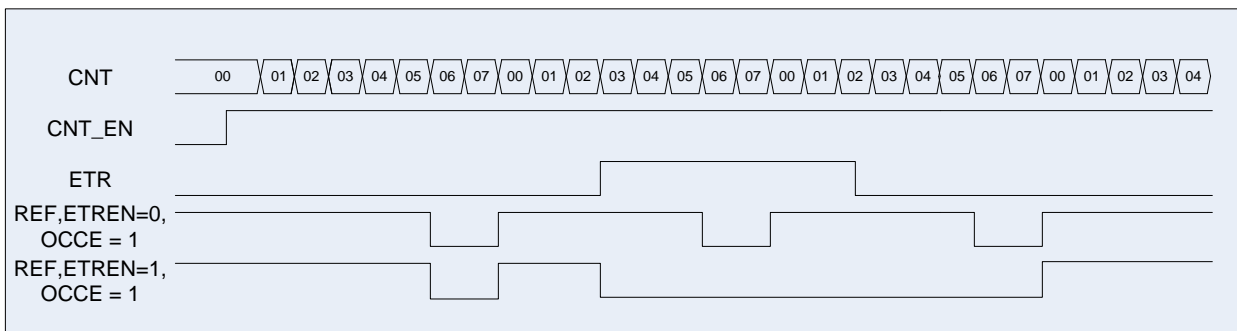 CNT 00 01 02 03 04 05 06 07 00 01 02 03 04 05 06 07 00 01 02 03 04 05 06 07 00 01 02 03 04
CNT_EN
ETR
REF,ETREN=0,
OCCE = 1
REF,ETREN=1,
OCCE = 1